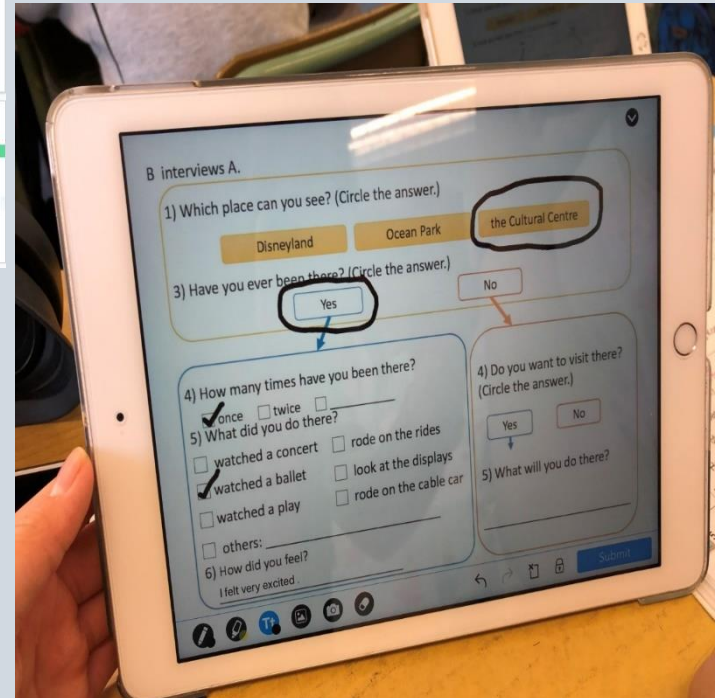 B interviews A.
1) Which place can you see? (Circle the answer.)
Disneyland Ocean Park the Cultural Centre
3) Have you ever been there? (Circle the answer.)
Yes No
4) How many times have you been there?
once twice
5) What did you do there?
watched a concert rode on the rides
watched a ballet look at the displays
watched a play rode on the cable car
others:
6) How did you feel?
I felt very excited .
4) Do you want to visit there?
(Circle the answer.)
Yes No
5) What will you do there?
T+
Submit